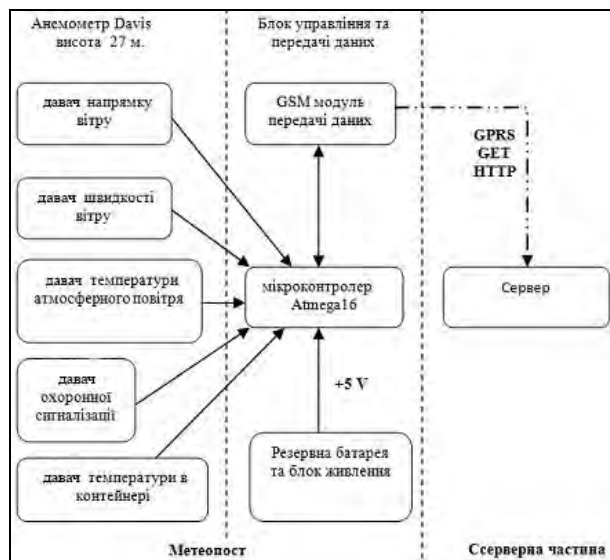 Анемометр Davis
висота 27 м.
Блок управління та
передачі даних
давач напрямку
вітру
GSM модуль
передачі даних
GPRS
GET
HTTP
давач швидкості
вітру
давач температури
атмосферного повітря
мікроконтролер
Atmega16
Сервер
давач
охоронної
сигналізації
+5 V
Резервна батарея
та блок живлення
давач температури в
контейнері
Метеопост
Ссерверна частина